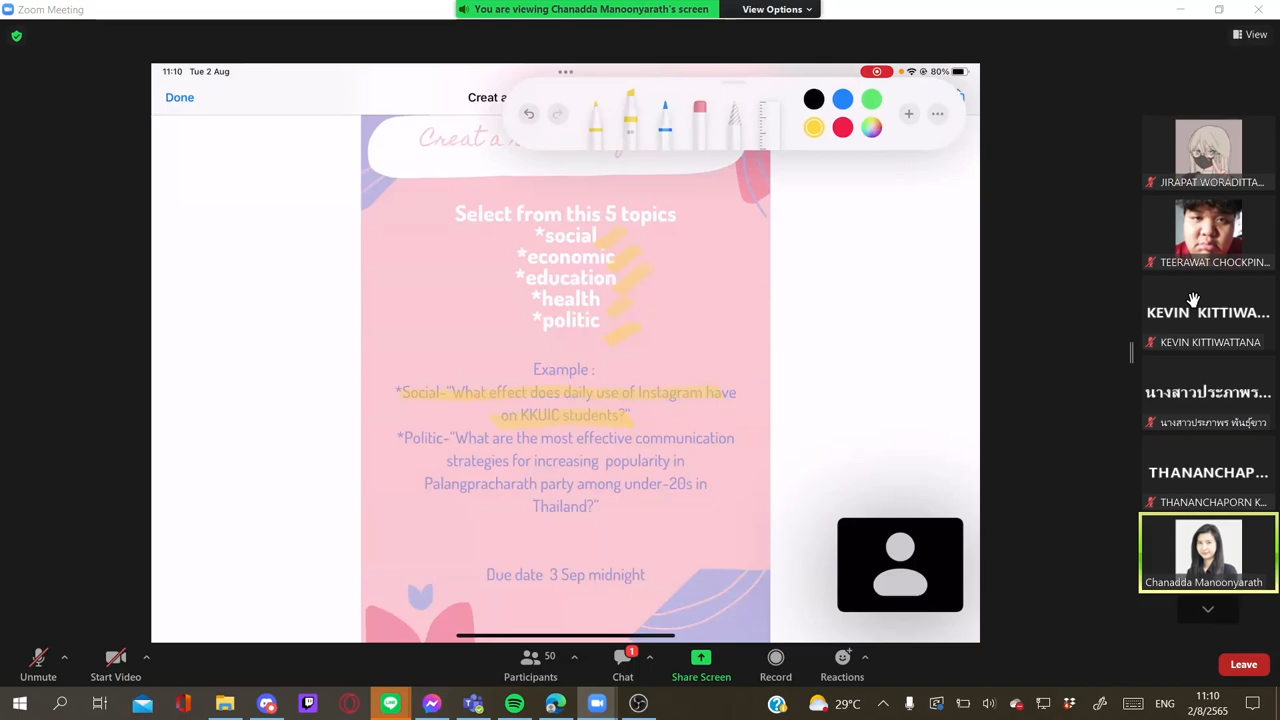 Zoom Meeting
You are viewing Chanadda Manoonyarath's screen
View Options
View
11:10 Tue 2 Aug
80%
Done
Creat a
Creat a
Select from this 5 topics
*social
*economic
*education
*health
*politic
Example :
*Social-"What effect does daily use of Instagram have
on KKUIC students?"
*Politic-"What are the most effective communication
strategies for increasing popularity in
Palangpracharath party among under-20s in
Thailand?"
Due date 3 Sep midnight
JIRAPAT WORADITTA...
TEERAWAT CHOCKPIN...
KEVIN KITTIWA...
KEVIN KITTIWATTANA
นางสาวประภาพร...
นางสาวประภาพร พันธุ์ขาว
THANANCHAP...
THANANCHAPORN K...
Chanadda Manoonyarath
Unmute
Start Video
50
Participants
1
Chat
Share Screen
Record
Reactions
Leave
LINE
29°C
ENG
11:10
2/8/2565